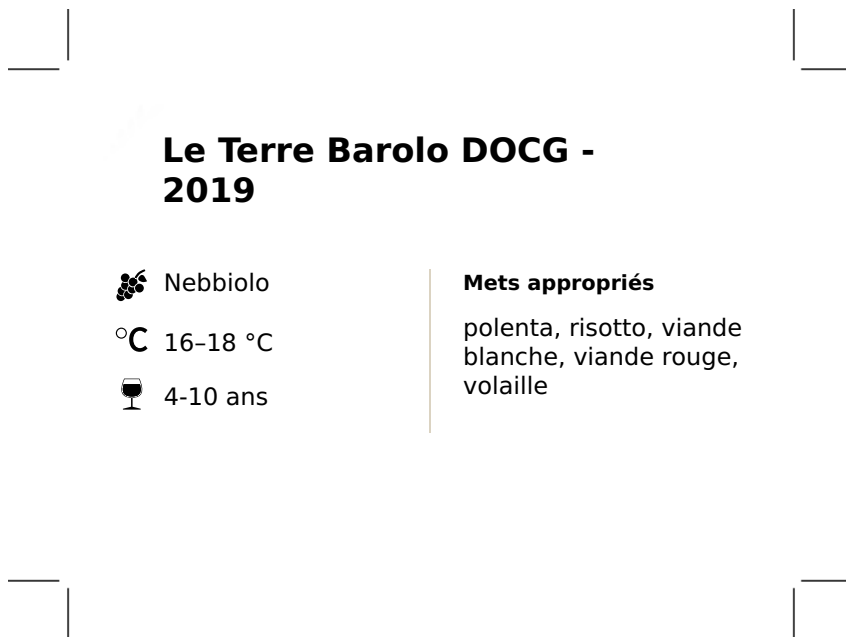 Le Terre Barolo DOCG -
2019
Nebbiolo
°C 16–18 °C
4-10 ans
Mets appropriés
polenta, risotto, viande
blanche, viande rouge,
volaille